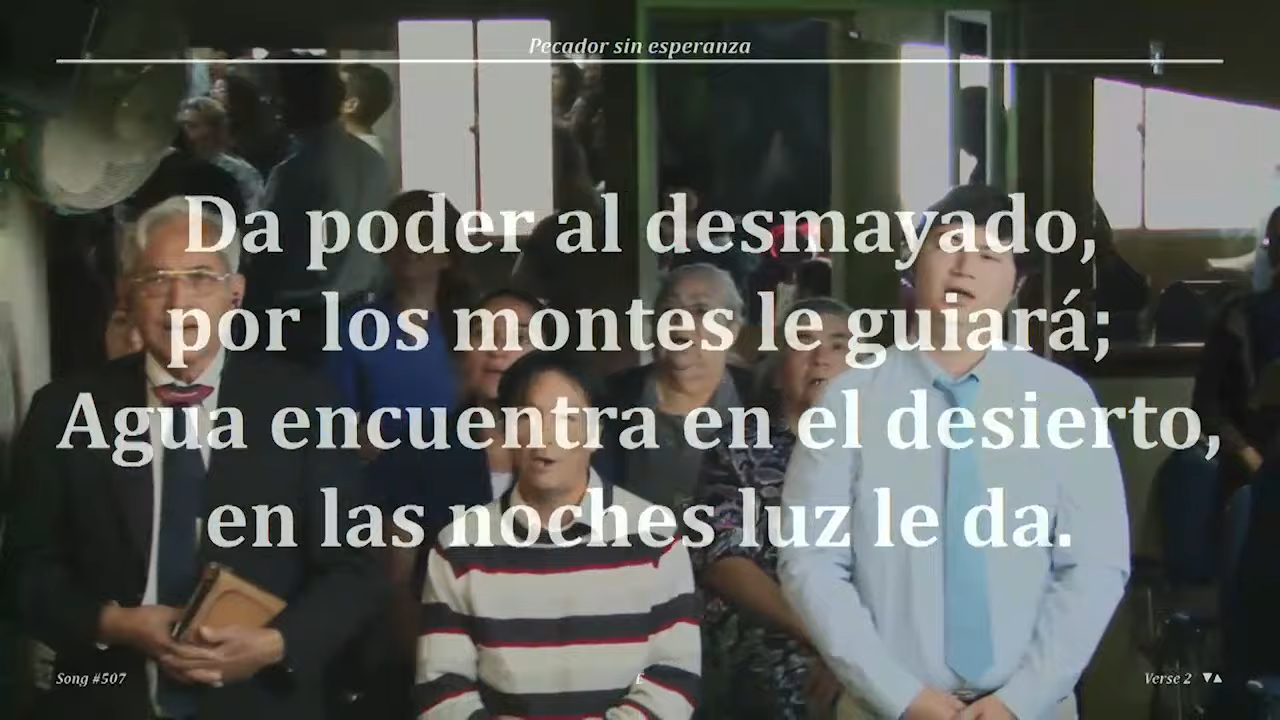 Pecador sin esperanza
Da poder al desmayado,
por los montes le guiará;
Agua encuentra en el desierto,
en las noches luz le da.
Song #507
E
Verse 2 ▼▲